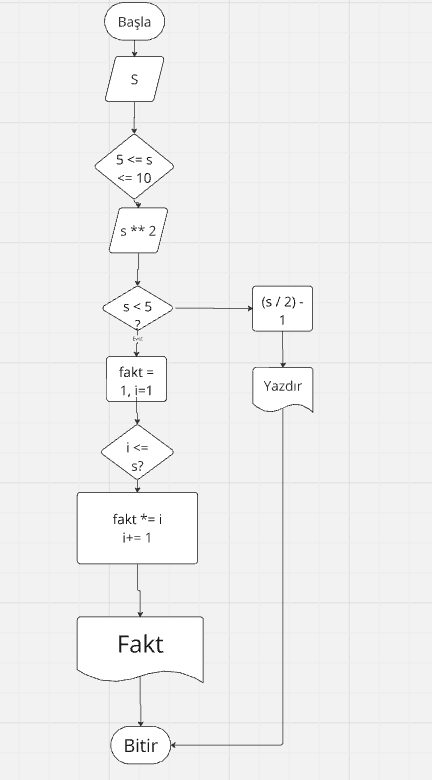 Başla
S
5 <= s
<= 10
s ** 2
s < 5
?
(s / 2) -
1
Evet
fakt =
1, i=1
Yazdır
i <=
s?
fakt *= i
i+= 1
Fakt
Bitir